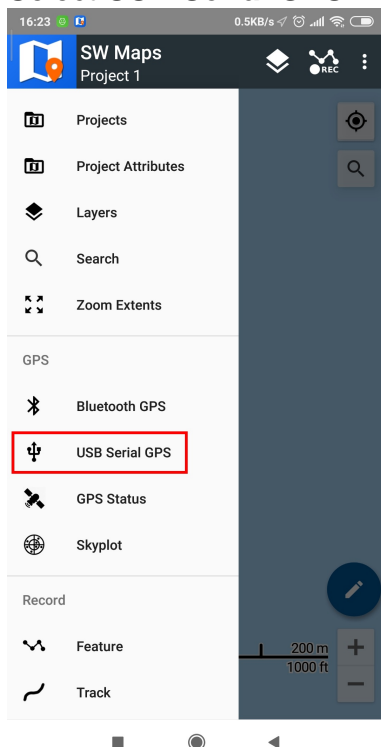 16:23 0.5KB/s
SW Maps
Project 1
REC
Projects
Project Attributes
Layers
Search
Zoom Extents
GPS
Bluetooth GPS
USB Serial GPS
GPS Status
Skyplot
Record
Feature
Track
200 m
1000 ft